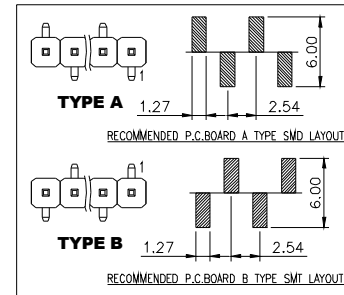 TYPE A
1
1.27
2.54
6.00
RECOMMENDED P.C.BOARD A TYPE SMD LAYOUT
TYPE B
1
1.27
2.54
6.00
RECOMMENDED P.C.BOARD B TYPE SMT LAYOUT